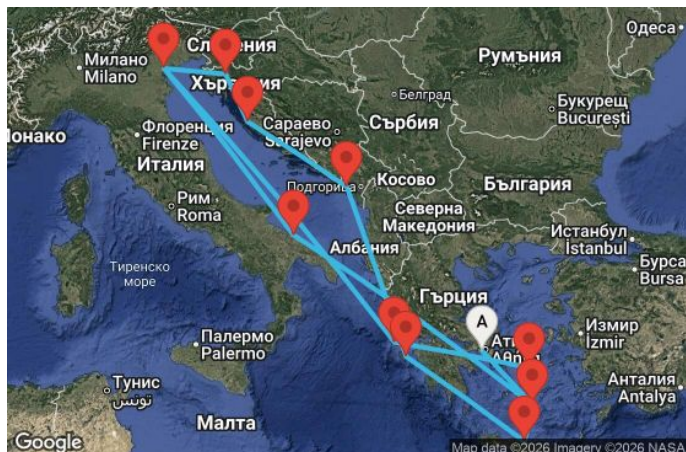 Одеса
Милано
Milano
Словения
Румъния
Хърватия
Белград
Букурещ
București
Монако
Флоренция
Firenze
Сараево
Sarajevo
Сърбия
Италия
Косово
България
Подгорица
Рим
Roma
Северна
Македония
Истанбул
İstanbul
Албания
Бурса
Bursa
Тиренско
море
Гърция
A
Измир
İzmir
Палермо
Palermo
Анталия
Antalya
Тунис
تونس
Малта
Google
Map data ©2026 Imagery ©2026 NASA